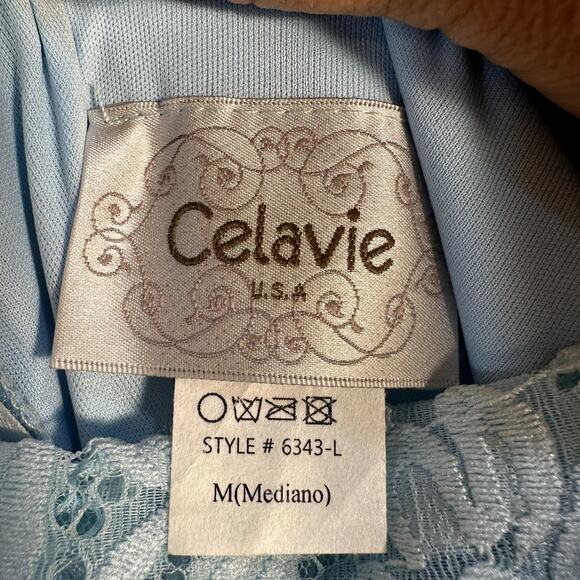 Celavie
U.S.A
STYLE # 6343-L
M(Mediano)